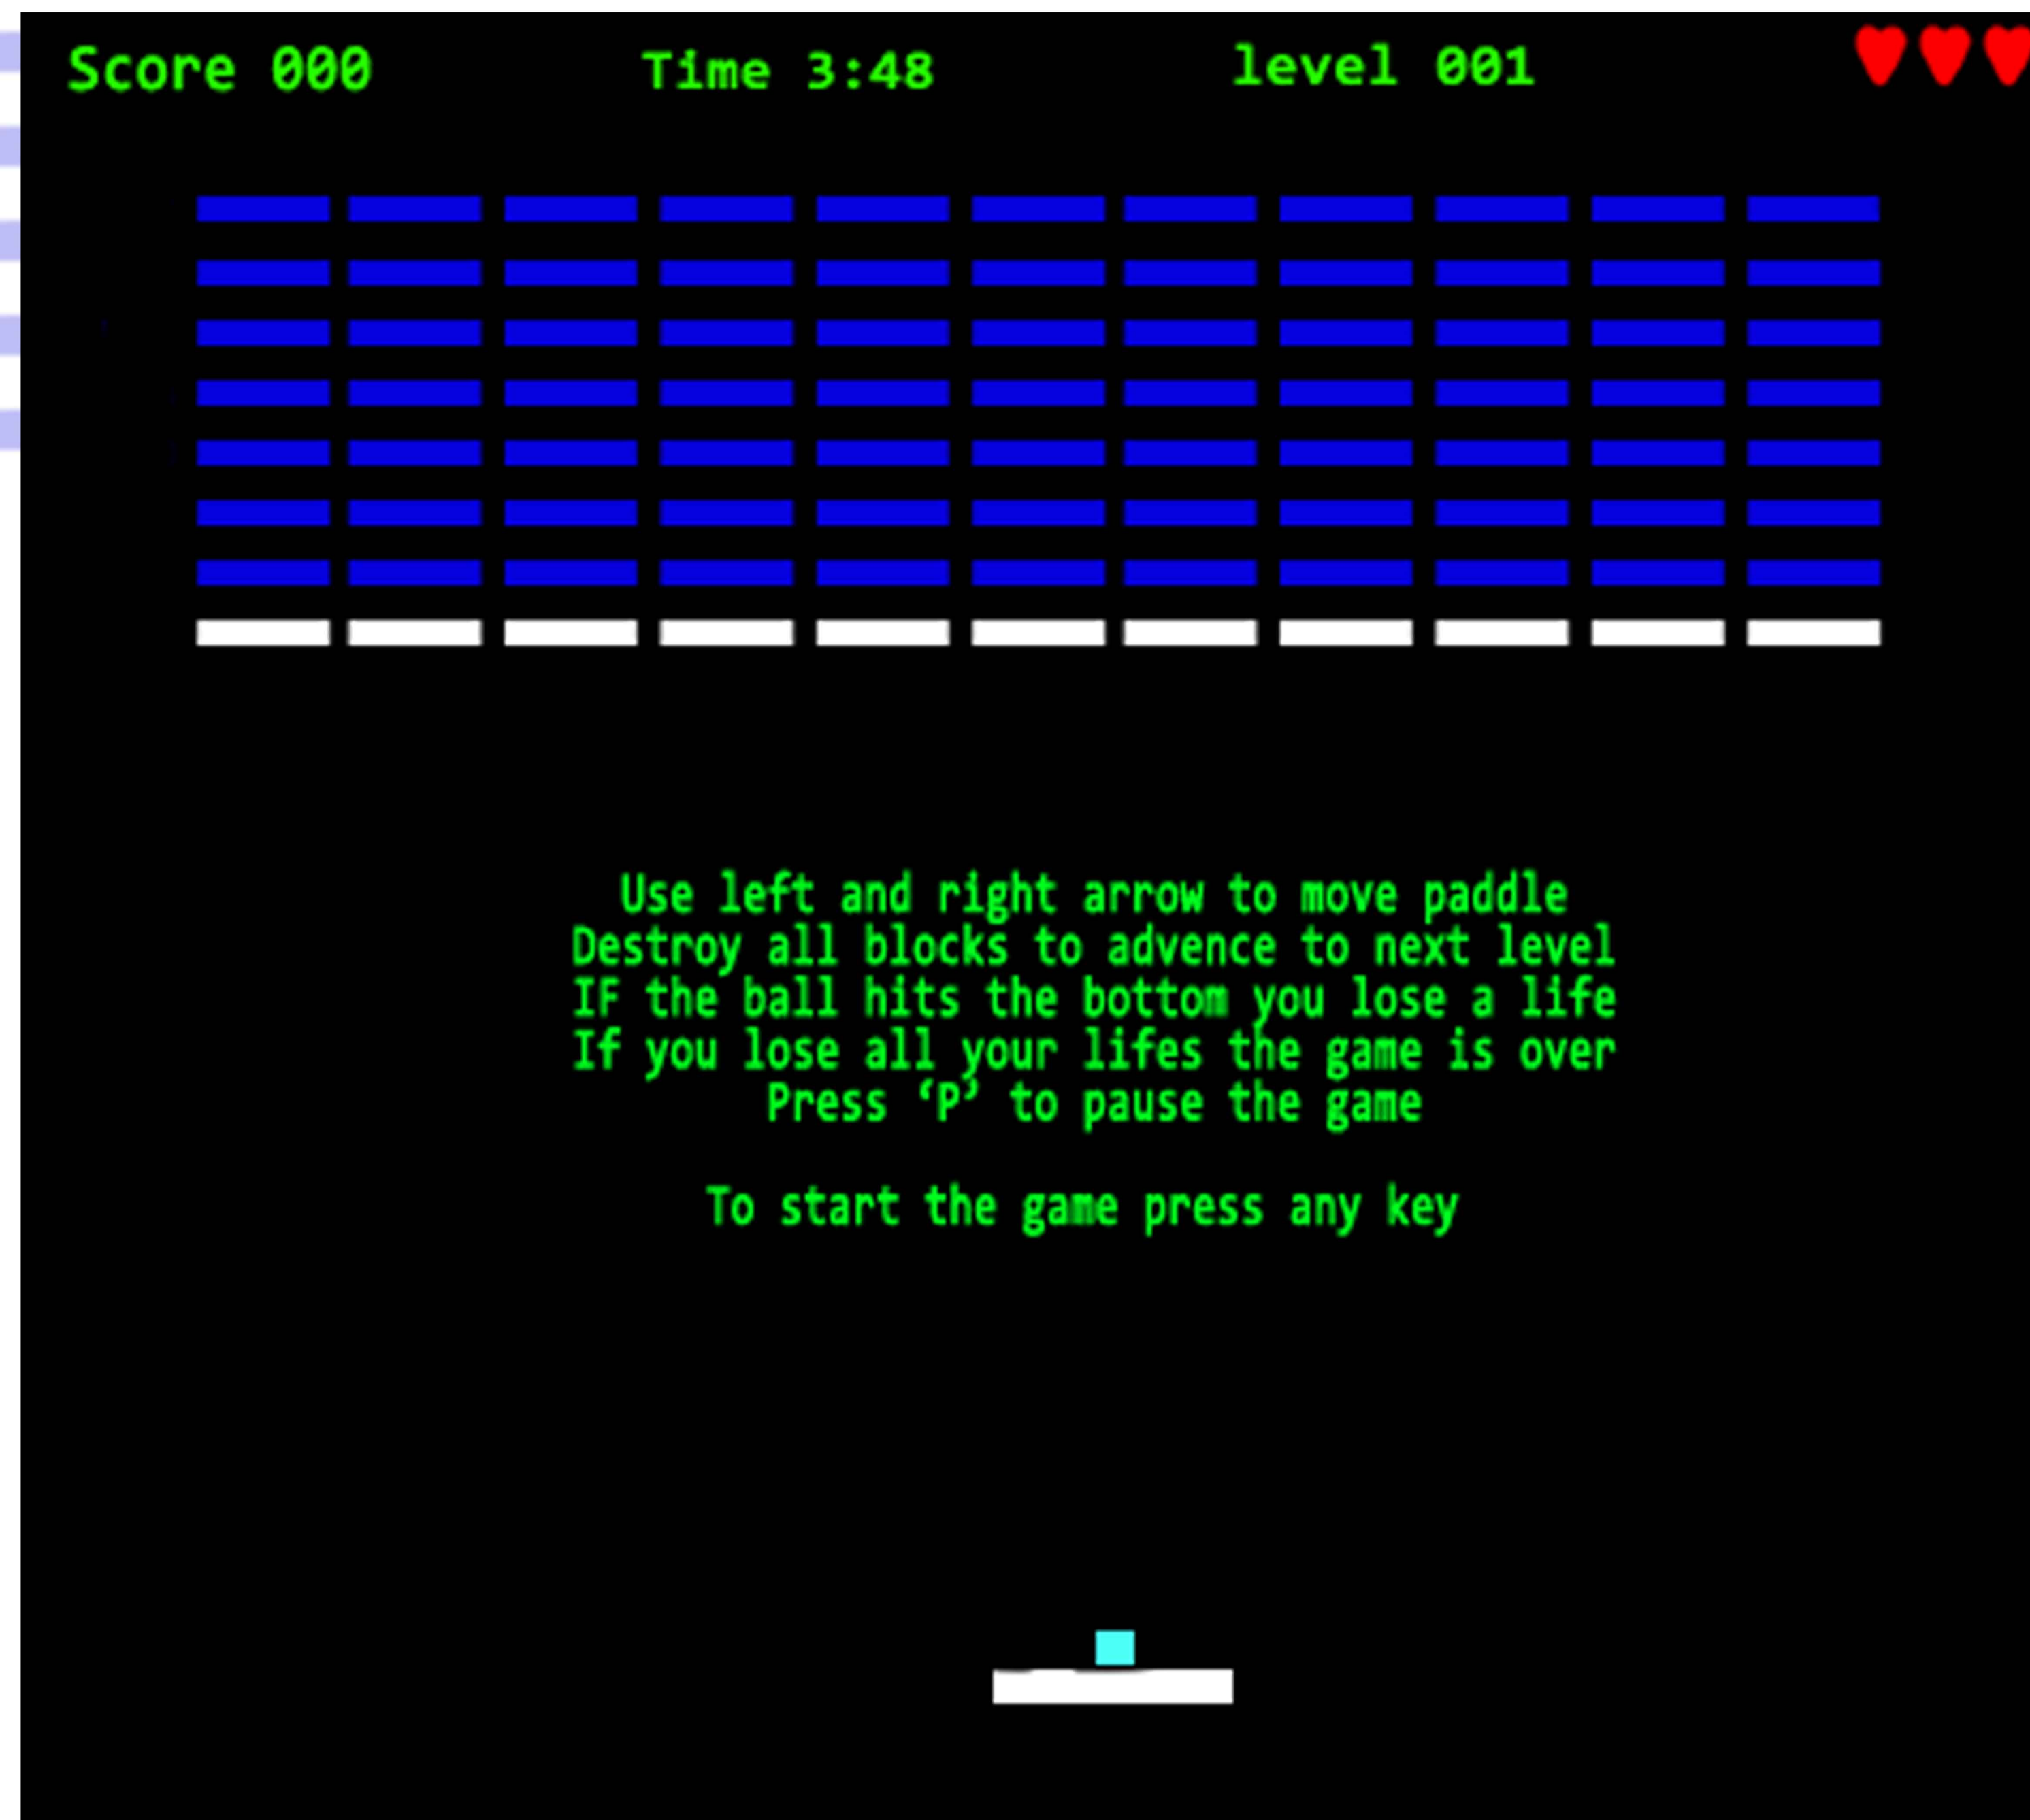 Score 000 Time 3:48 level 001
Use left and right arrow to move paddle
Destroy all blocks to advence to next level
IF the ball hits the bottom you lose a life
If you lose all your lifes the game is over
Press ‘P’ to pause the game
To start the game press any key